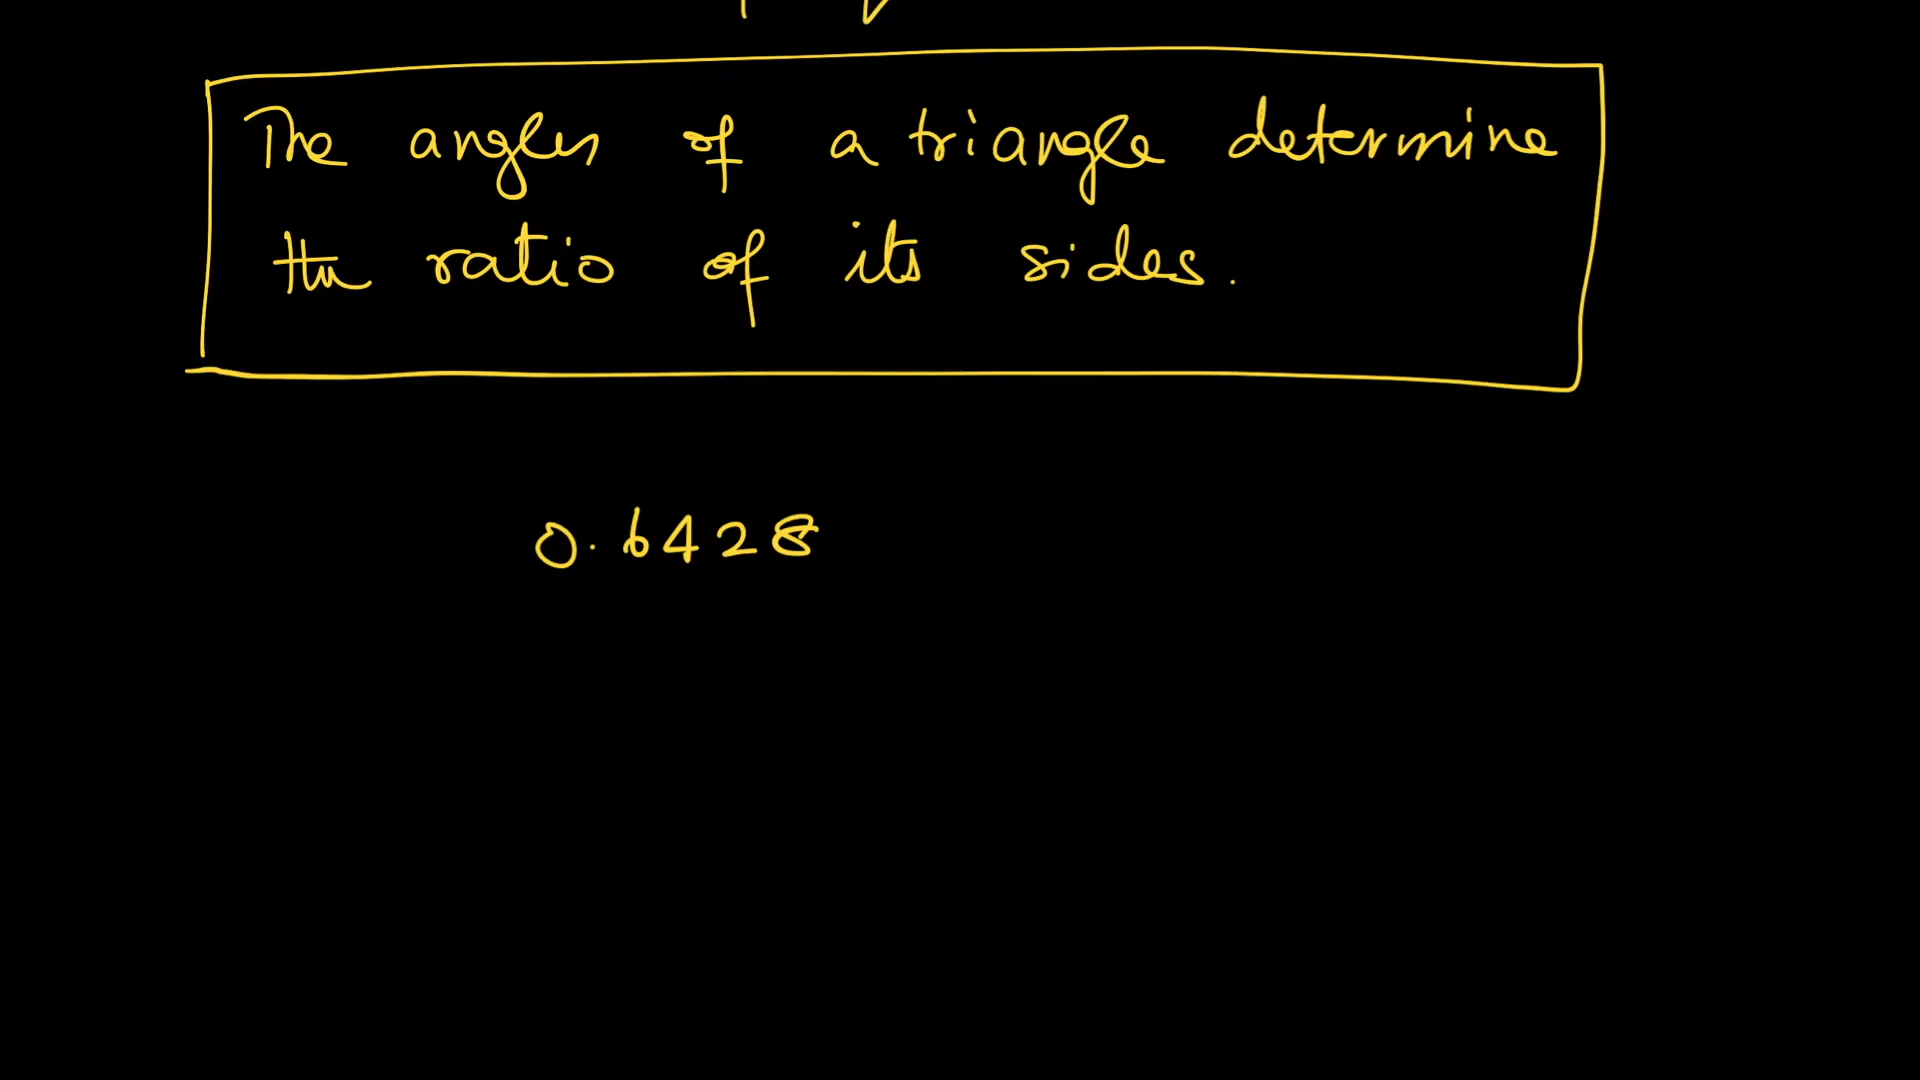 The angles of a triangle determine
the ratio of its sides.
0.6428